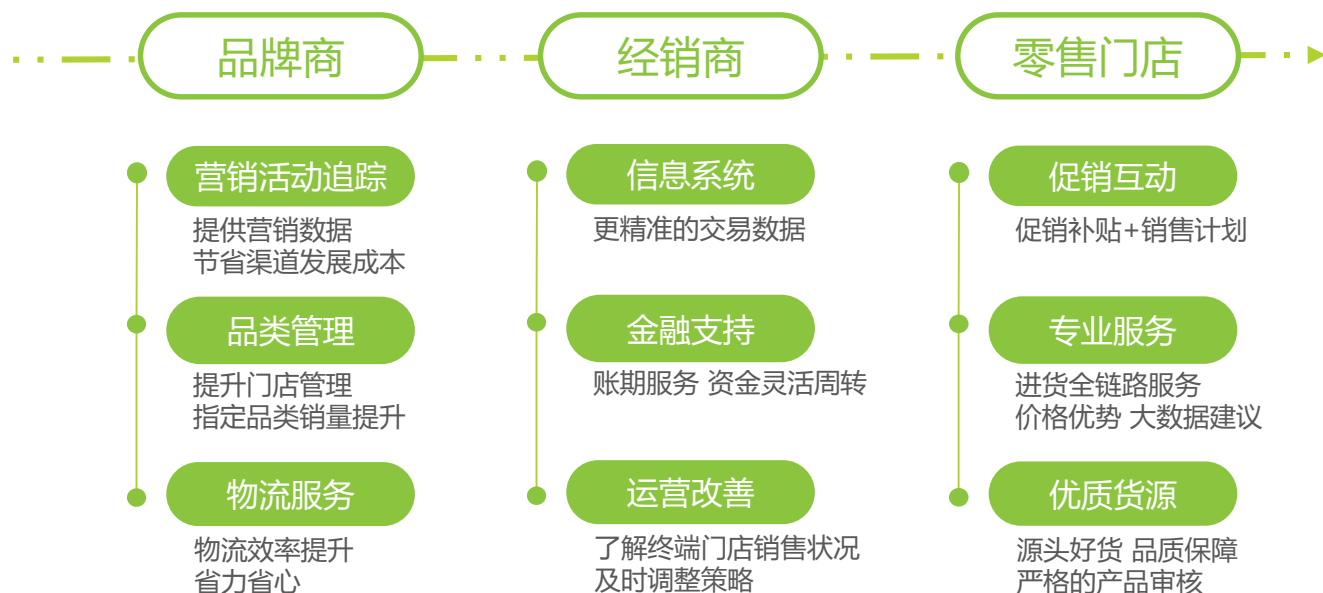 品牌商
经销商
零售门店
营销活动追踪
提供营销数据
节省渠道发展成本
品类管理
提升门店管理
指定品类销量提升
物流服务
物流效率提升
省力省心
信息系统
更精准的交易数据
金融支持
账期服务 资金灵活周转
运营改善
了解终端门店销售状况
及时调整策略
促销互动
促销补贴+销售计划
专业服务
进货全链路服务
价格优势 大数据建议
优质货源
源头好货 品质保障
严格的产品审核